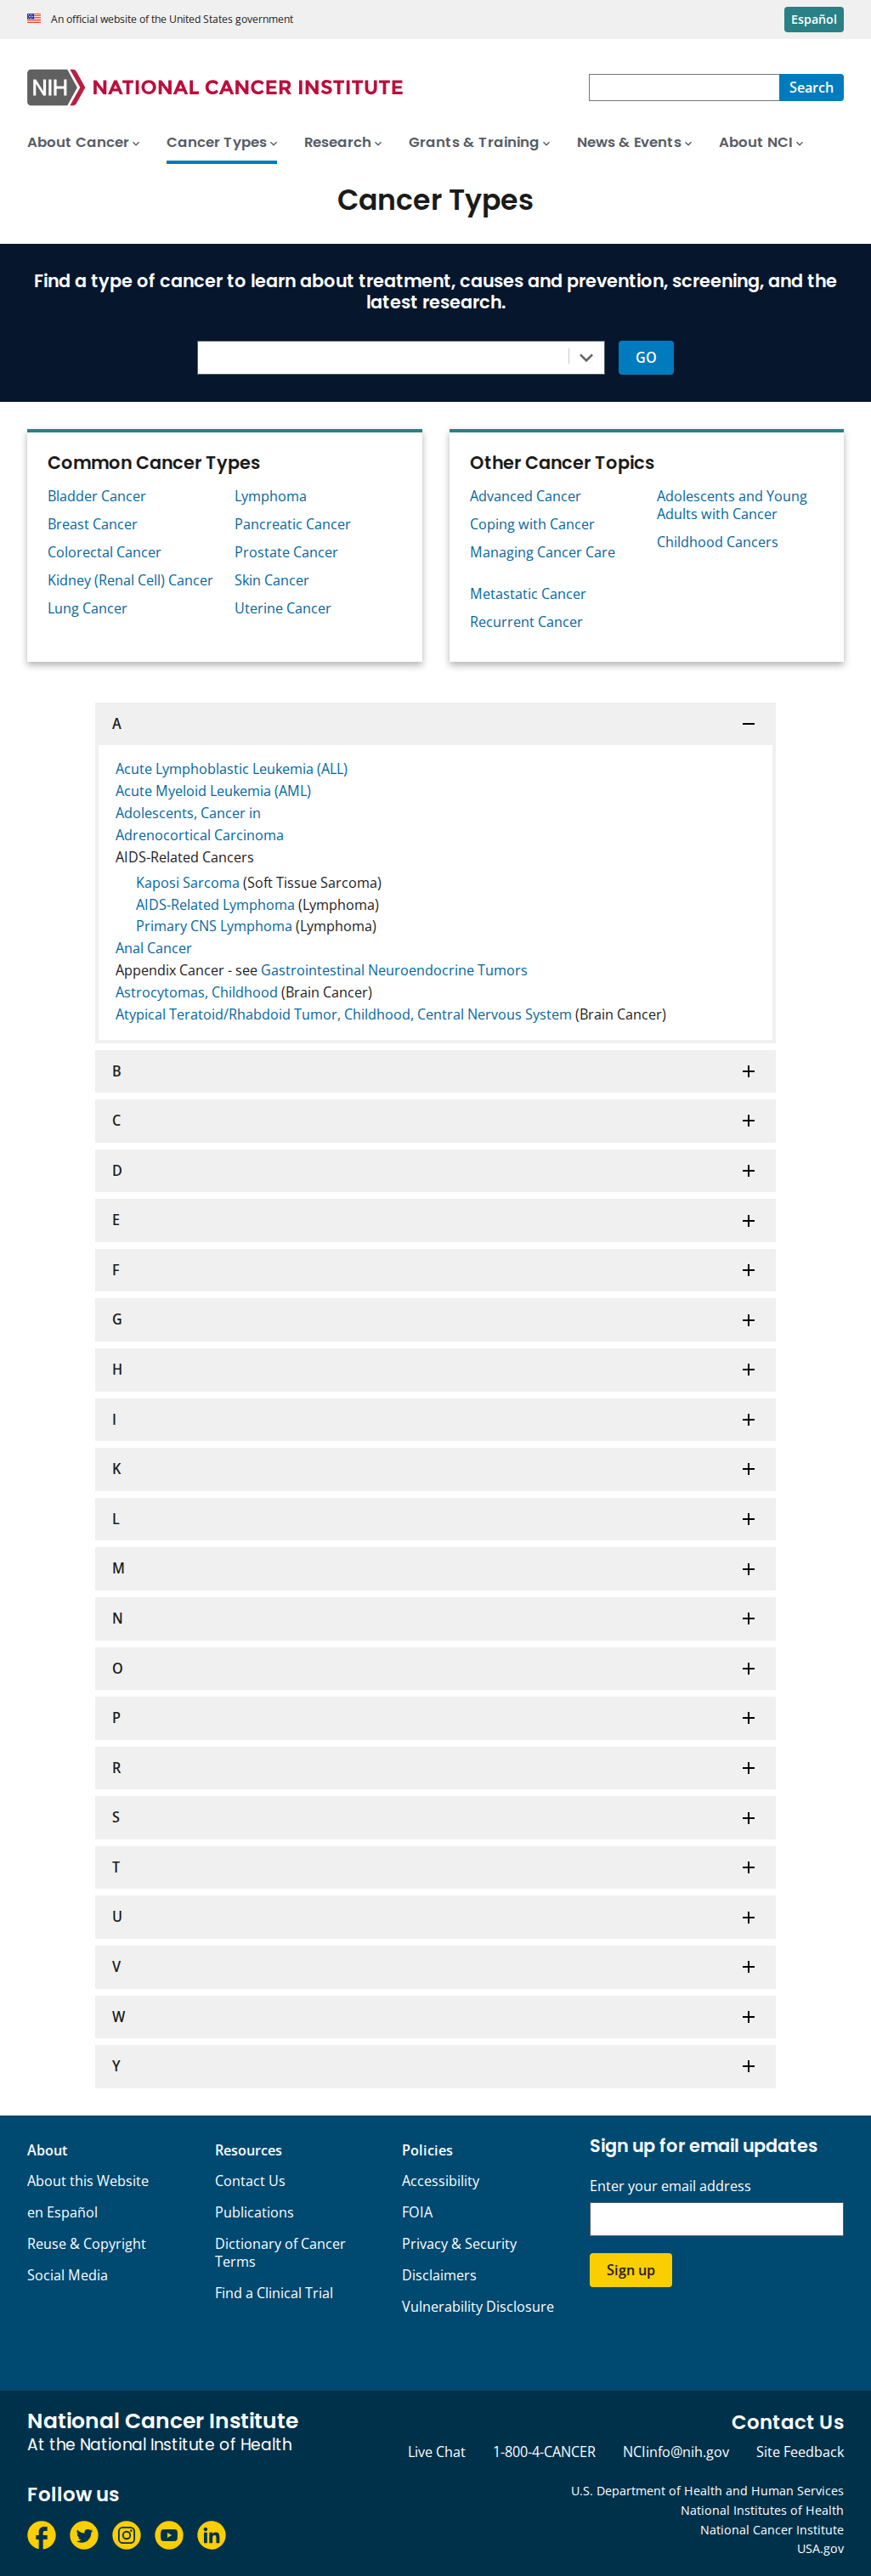 An official website of the United States government
Español
NIH NATIONAL CANCER INSTITUTE
Search
About Cancer
Cancer Types
Research
Grants & Training
News & Events
About NCI
Cancer Types
Find a type of cancer to learn about treatment, causes and prevention, screening, and the
latest research.
GO
Common Cancer Types
Bladder Cancer
Breast Cancer
Colorectal Cancer
Kidney (Renal Cell) Cancer
Lung Cancer
Lymphoma
Pancreatic Cancer
Prostate Cancer
Skin Cancer
Uterine Cancer
Other Cancer Topics
Advanced Cancer
Coping with Cancer
Managing Cancer Care
Metastatic Cancer
Recurrent Cancer
Adolescents and Young
Adults with Cancer
Childhood Cancers
A
Acute Lymphoblastic Leukemia (ALL)
Acute Myeloid Leukemia (AML)
Adolescents, Cancer in
Adrenocortical Carcinoma
AIDS-Related Cancers
Kaposi Sarcoma (Soft Tissue Sarcoma)
AIDS-Related Lymphoma (Lymphoma)
Primary CNS Lymphoma (Lymphoma)
Anal Cancer
Appendix Cancer - see Gastrointestinal Neuroendocrine Tumors
Astrocytomas, Childhood (Brain Cancer)
Atypical Teratoid/Rhabdoid Tumor, Childhood, Central Nervous System (Brain Cancer)
B
C
D
E
F
G
H
I
K
L
M
N
O
P
R
S
T
U
V
W
Y
About
About this Website
en Español
Reuse & Copyright
Social Media
Resources
Contact Us
Publications
Dictionary of Cancer
Terms
Find a Clinical Trial
Policies
Accessibility
FOIA
Privacy & Security
Disclaimers
Vulnerability Disclosure
Sign up for email updates
Enter your email address
Sign up
National Cancer Institute
At the National Institute of Health
Contact Us
Live Chat
1-800-4-CANCER
NCIinfo@nih.gov
Site Feedback
Follow us
U.S. Department of Health and Human Services
National Institutes of Health
National Cancer Institute
USA.gov